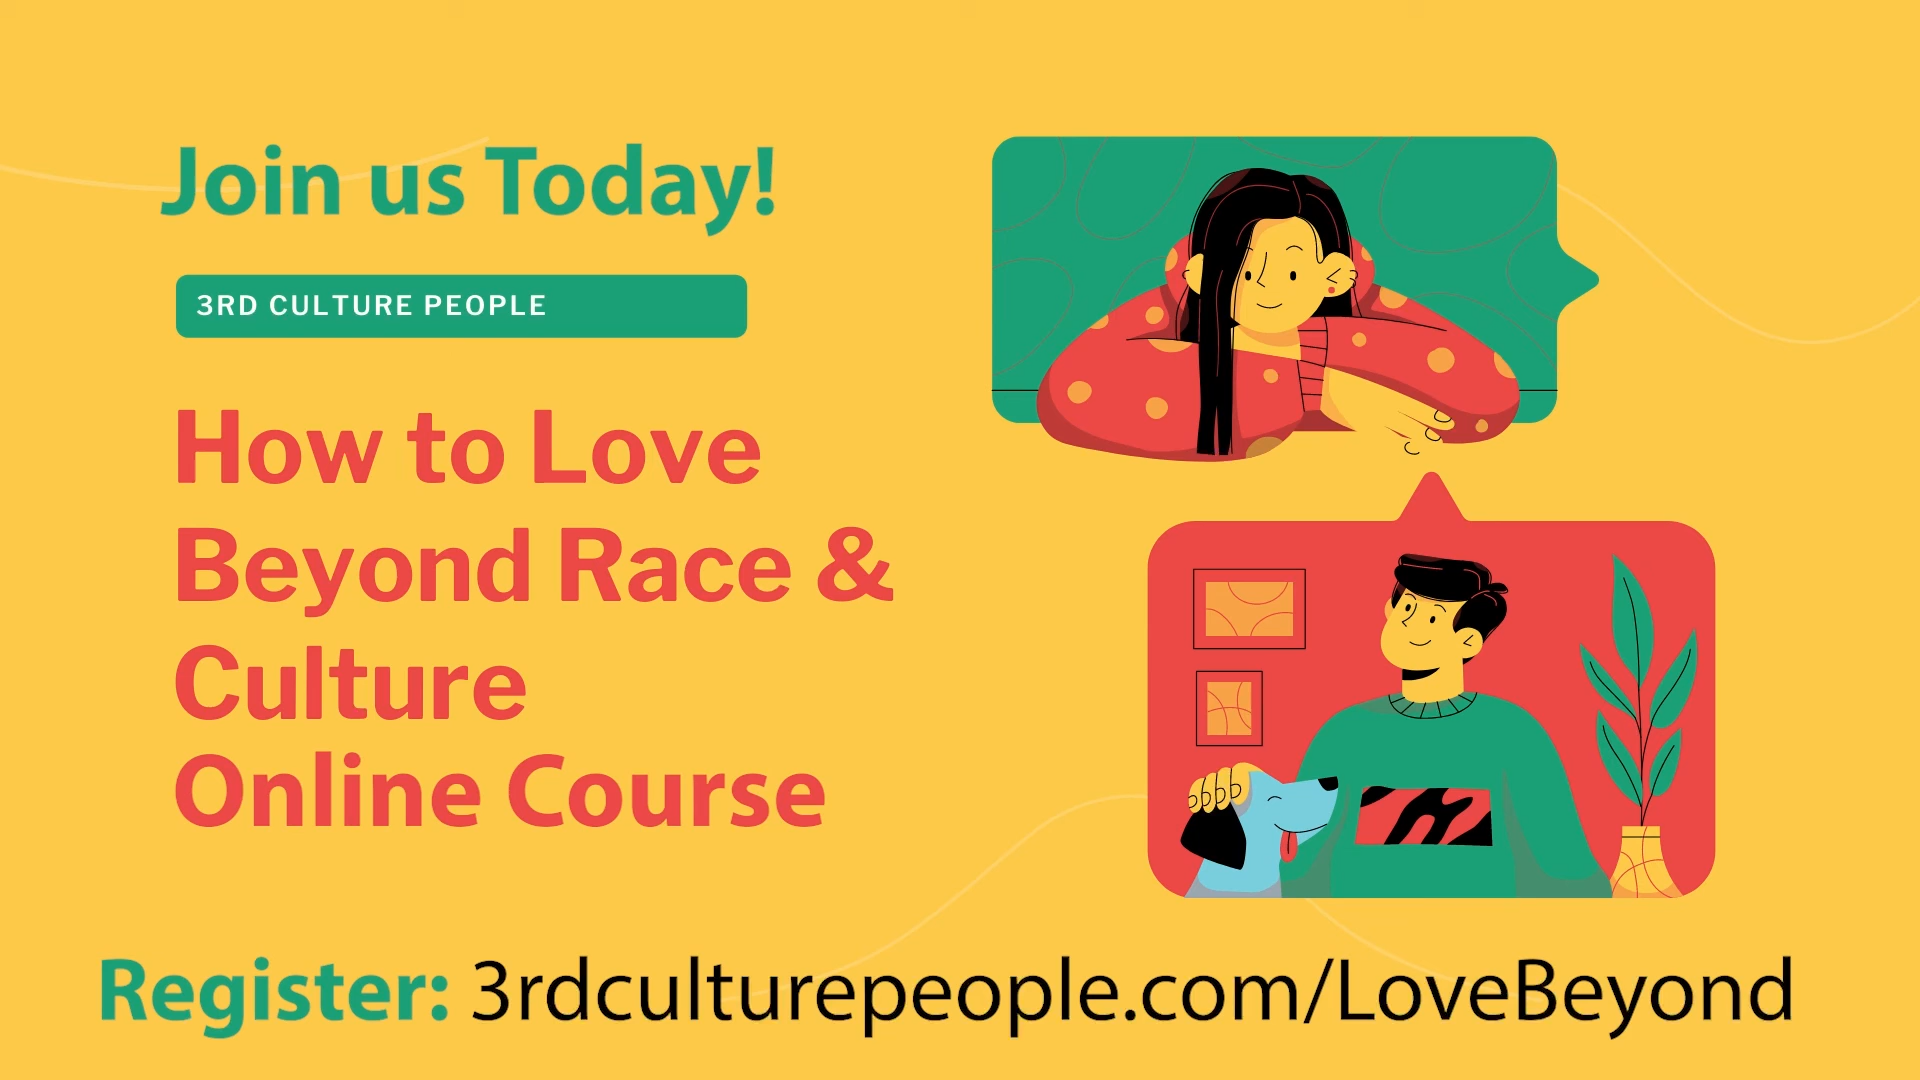 Join us Today!
3RD CULTURE PEOPLE
How to Love
Beyond Race &
Culture
Online Course
Register: 3rdculturepeople.com/LoveBeyond